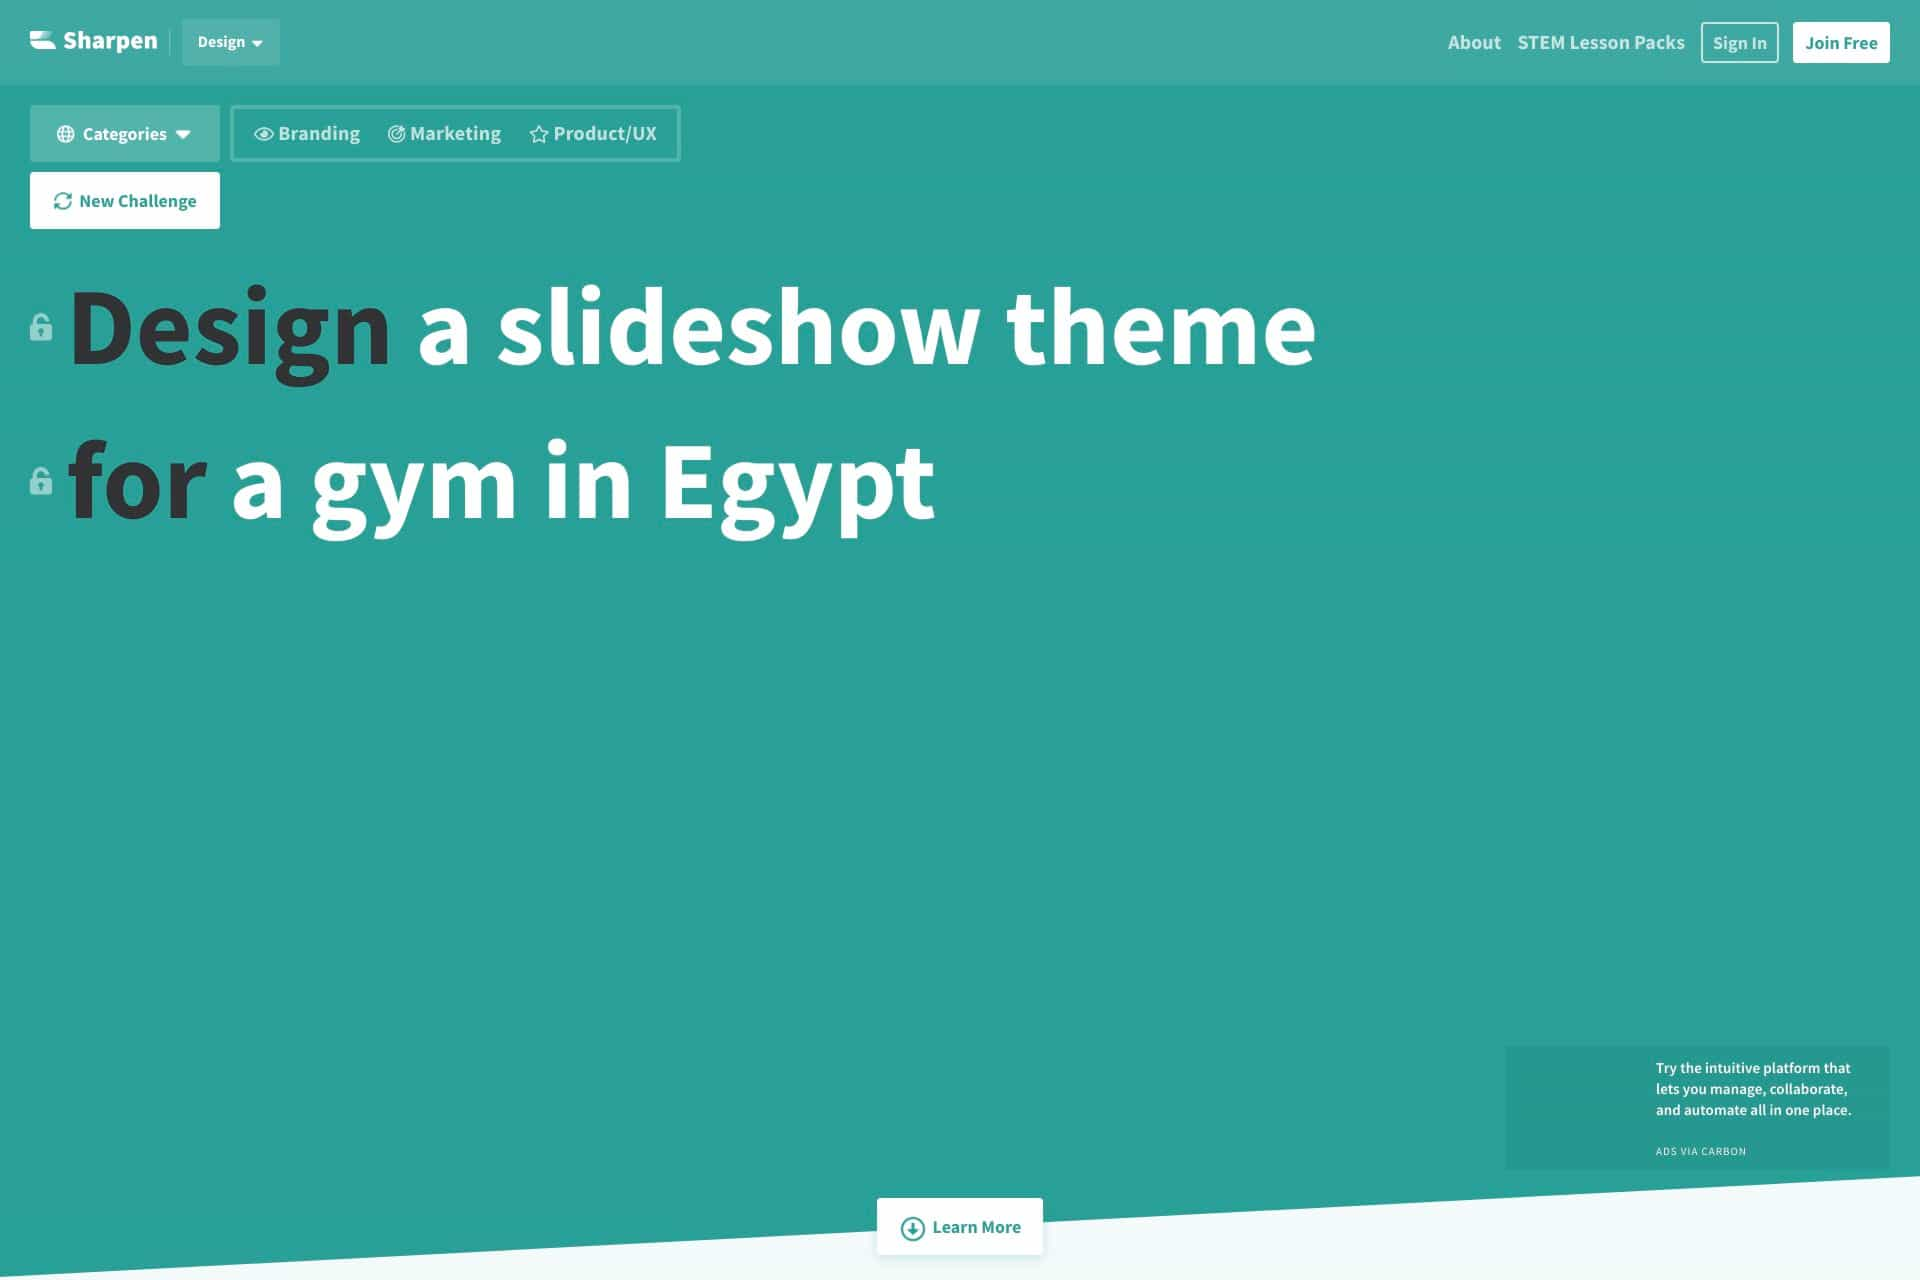 Sharpen
Design
About
STEM Lesson Packs
Sign In
Join Free
Categories
Branding
Marketing
Product/UX
New Challenge
Design a slideshow theme
for a gym in Egypt
Try the intuitive platform that
lets you manage, collaborate,
and automate all in one place.
ADS VIA CARBON
Learn More